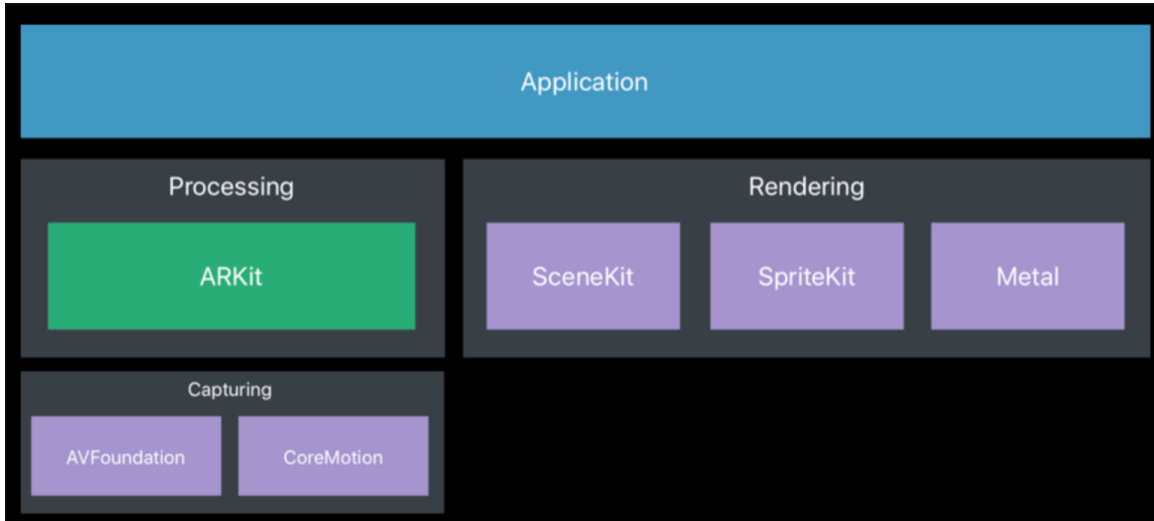 Application
Processing
Rendering
ARKit
SceneKit
SpriteKit
Metal
Capturing
AVFoundation
CoreMotion